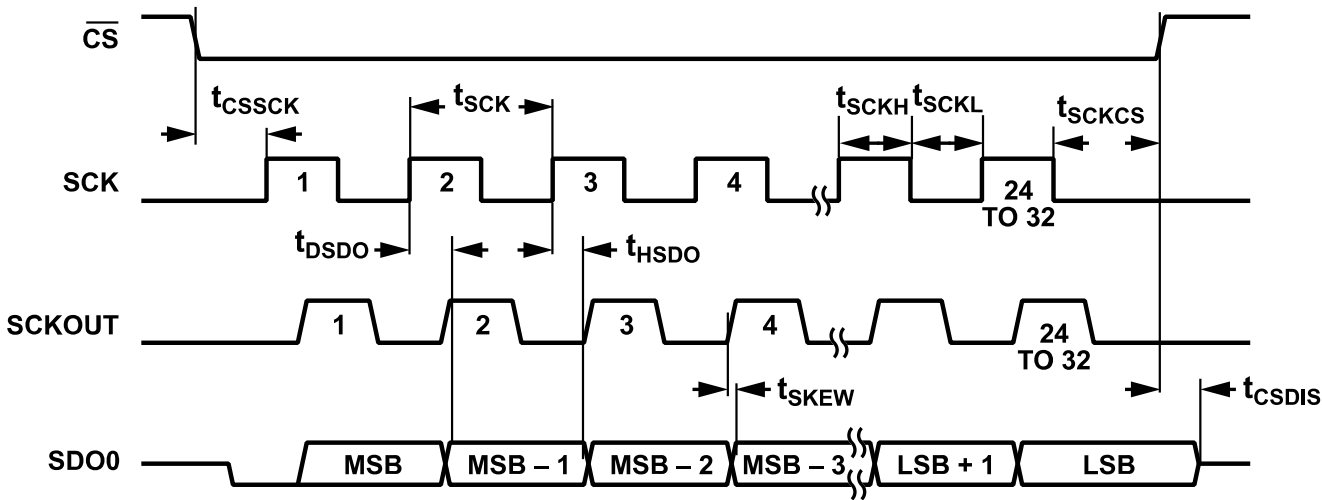 CS
tCSSCK
tSCK
tSCKH
tSCKL
tSCKCS
SCK
1
2
3
4
24
TO 32
tDSDO
tHSDO
SCKOUT
1
2
3
4
24
TO 32
tSKEW
tCSDIS
SDO0
MSB
MSB – 1
MSB – 2
MSB – 3
LSB + 1
LSB